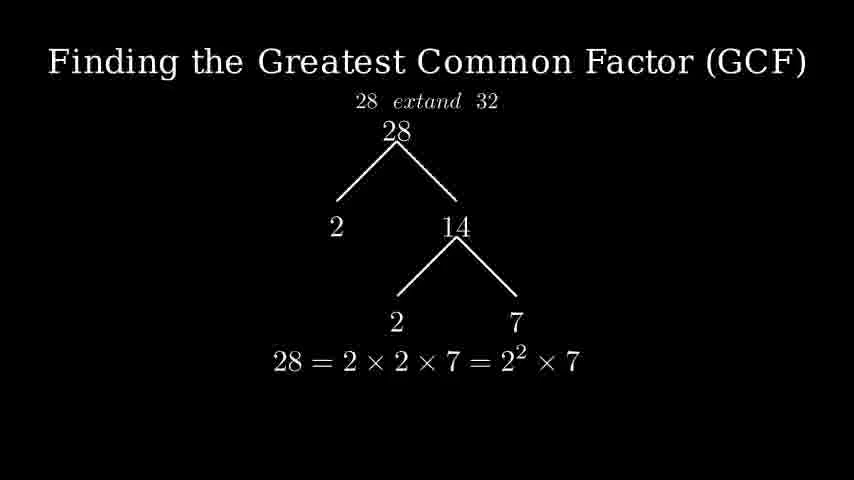 Finding the Greatest Common Factor (GCF)
28 extand 32
28
2 14
2 7
28 = 2 × 2 × 7 = 2² × 7